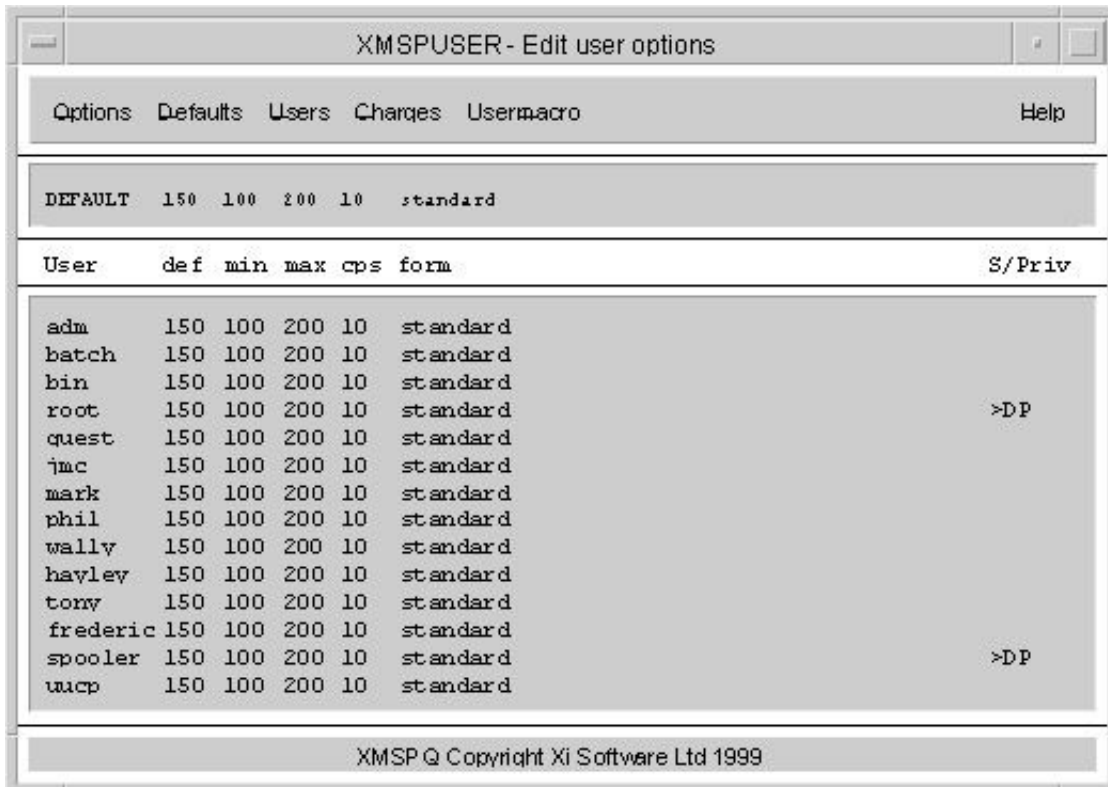 XMSPUSER - Edit user options
Options Defaults Users Charges Usermacro Help
DEFAULT 150 100 200 10 standard
User def min max cps form S/Priv
adm 150 100 200 10 standard
batch 150 100 200 10 standard
bin 150 100 200 10 standard
root 150 100 200 10 standard >DP
guest 150 100 200 10 standard
jmc 150 100 200 10 standard
mark 150 100 200 10 standard
phil 150 100 200 10 standard
wally 150 100 200 10 standard
hayley 150 100 200 10 standard
tony 150 100 200 10 standard
frederic 150 100 200 10 standard
spooler 150 100 200 10 standard >DP
uucp 150 100 200 10 standard
XMSPQ Copyright Xi Software Ltd 1999